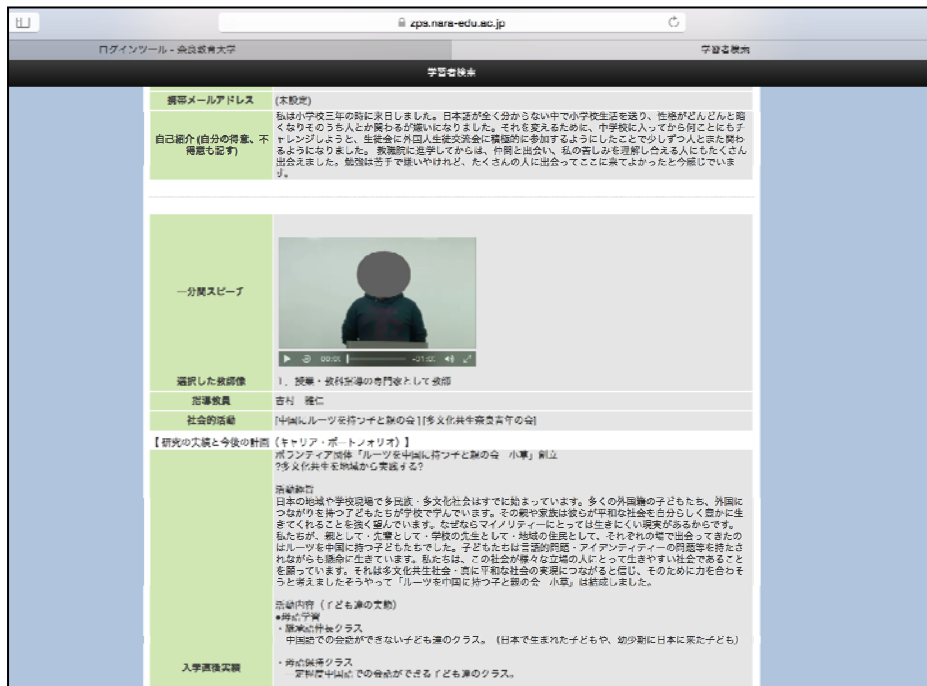 zps.nara-edu.ac.jp
ログインツール - 奈良教育大学
学習者検索
学習者検索
携帯メールアドレス (未設定)
自己紹介 (自分の得意、不得意も記す)
私は小学校三年の時に来日しました。日本語が全く分からない中で小学校生活を送り、性格がどんどんと暗
くなりそのうち人とか関わるが嫌いになりました。それを変えるために、中学校に入ってから何ごとにもチ
ャレンジしようと、生徒会に外国人生徒交流会に積極的に参加するようにしたことで少しずつ人とまた関わ
るようになりました。 教職院に進学してからは、仲間と出会い、私の苦しみを理解し合える人にもたくさん
出会えました。勉強は苦手で嫌いやけれど、たくさんの人に出会ってここに来てよかったと今感じていま
す。
一分間スピーチ
00:00 -01:00
選択した教師像 1、授業・教科指導の専門家として教師
指導教員 吉村 雅仁
社会的活動 [中国にルーツを持つ子と親の会][多文化共生奈良青年の会]
【研究の実績と今後の計画 (キャリア・ポートフォリオ) 】
ボランティア団体「ルーツを中国に持つ子と親の会 小草」創立
?多文化共生を地域から実践する?
活動趣旨
日本の地域や学校現場で多民族・多文化社会はすでに始まっています。多くの外国籍の子どもたち、外国に
つながりを持つ子どもたちが学校で学んでいます。その親や家族は彼らが平和な社会を自分らしく豊かに生
きてくれることを強く望んでいます。なぜならマイノリティーにとっては生きにくい現実があるからです。
私たちが、親として・先輩として・学校の先生として・地域の住民として、それぞれの場で出会ってきたの
はルーツを中国に持つ子どもたちでした。子どもたちは言語的問題・アイデンティティーの問題等を持たさ
れながらも懸命に生きています。私たちは、この社会が様々な立場の人にとって生きやすい社会であること
を願っています。それは多文化共生社会・真に平和な社会の実現につながると信じ、そのために力を合わそ
うと考えましたそうやって「ルーツを中国に持つ子と親の会 小草」は結成しました。
活動内容 (子ども達の実態)
●母語学習
・継承語伸長クラス
中国語での会話ができない子ども達のクラス。 (日本で生まれた子どもや、幼少期に日本に来た子ども)
入学直後実績
・母語保持クラス
一定程度中国語での会話ができる子ども達のクラス。